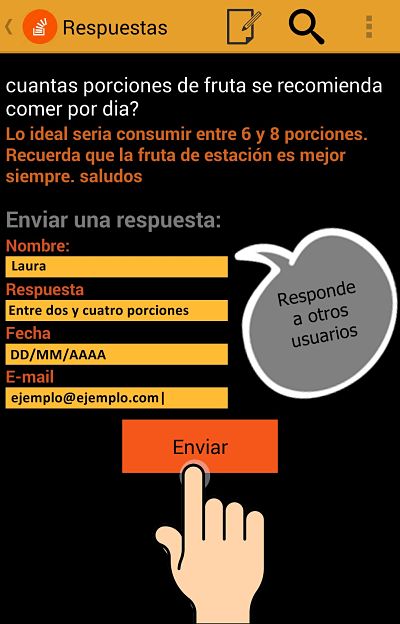 Respuestas
cuantas porciones de fruta se recomienda
comer por dia?
Lo ideal seria consumir entre 6 y 8 porciones.
Recuerda que la fruta de estación es mejor
siempre. saludos
Enviar una respuesta:
Nombre:
Laura
Respuesta
Entre dos y cuatro porciones
Fecha
DD/MM/AAAA
E-mail
ejemplo@ejemplo.com
Responde
a otros
usuarios
Enviar